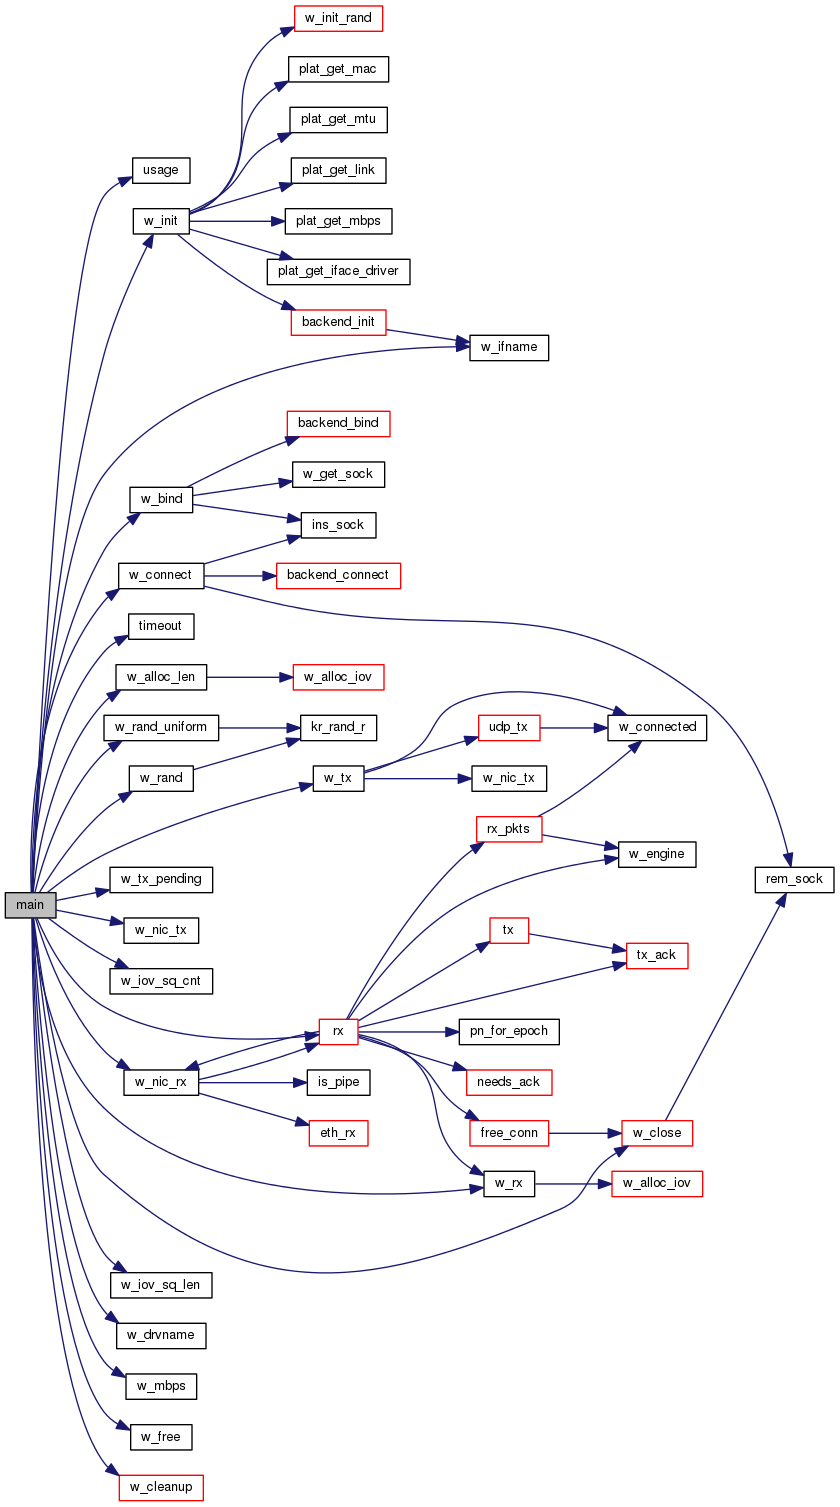 w_init_rand
plat_get_mac
plat_get_mtu
usage
plat_get_link
w_init
plat_get_mbps
plat_get_iface_driver
backend_init
w_ifname
backend_bind
w_get_sock
w_bind
ins_sock
w_connect
backend_connect
timeout
w_alloc_len
w_alloc_iov
w_rand_uniform
kr_rand_r
udp_tx
w_connected
w_rand
w_tx
w_nic_tx
rx_pkts
w_engine
w_tx_pending
rem_sock
main
w_nic_tx
tx
tx_ack
w_iov_sq_cnt
rx
pn_for_epoch
w_nic_rx
is_pipe
needs_ack
eth_rx
free_conn
w_close
w_rx
w_alloc_iov
w_iov_sq_len
w_drvname
w_mbps
w_free
w_cleanup